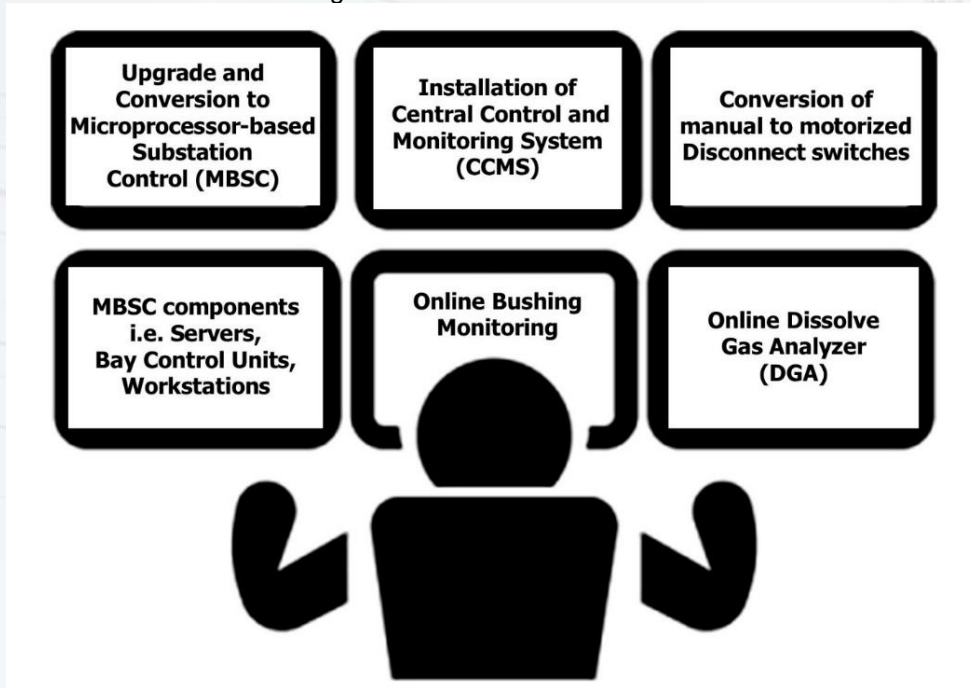 Upgrade and
Conversion to
Microprocessor-based
Substation
Control (MBSC)
Installation of
Central Control and
Monitoring System
(CCMS)
Conversion of
manual to motorized
Disconnect switches
MBSC components
i.e. Servers,
Bay Control Units,
Workstations
Online Bushing
Monitoring
Online Dissolve
Gas Analyzer
(DGA)